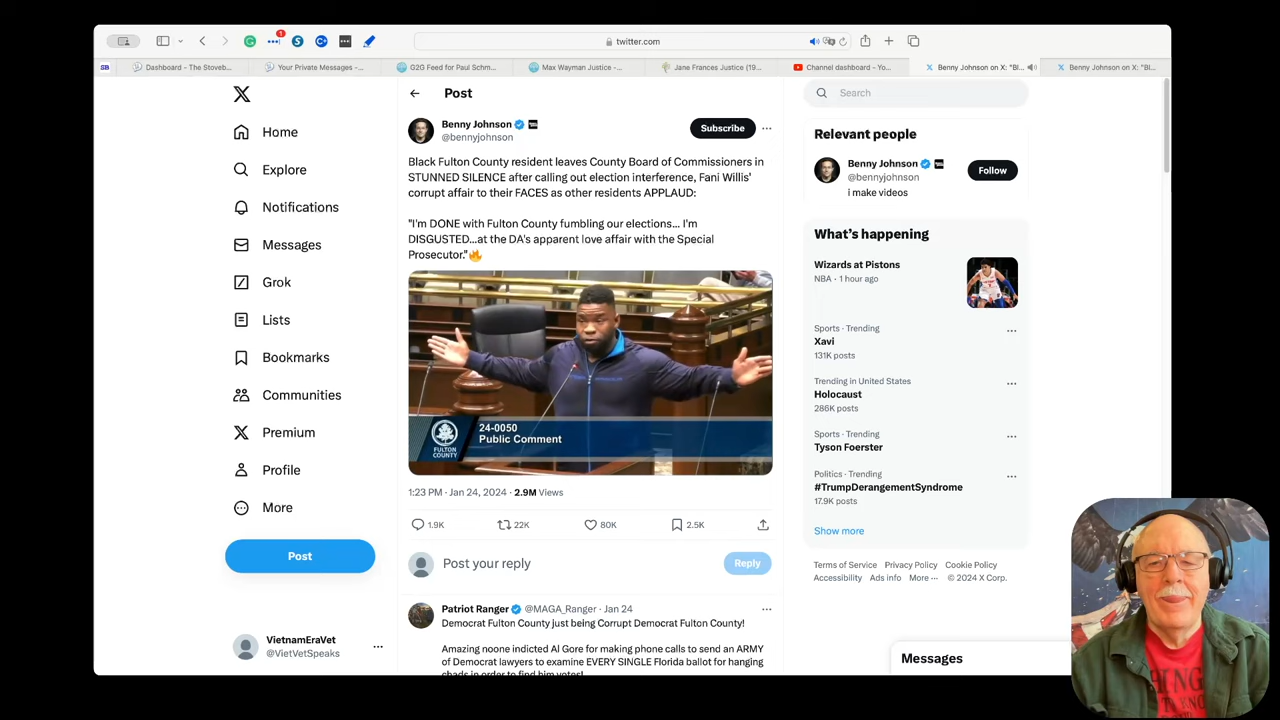 1
twitter.com
SB
Dashboard - The Stoveb...
Your Private Messages -...
G2G Feed for Paul Schm...
Max Wayman Justice -...
Jane Frances Justice (19...
Channel dashboard - Yo...
Benny Johnson on X: "Bl...
Benny Johnson on X: "Bl...
Home
Explore
Notifications
Messages
Grok
Lists
Bookmarks
Communities
Premium
Profile
More
Post
VietnamEraVet
@VietVetSpeaks
Post
Benny Johnson
@bennyjohnson
Subscribe
Black Fulton County resident leaves County Board of Commissioners in
STUNNED SILENCE after calling out election interference, Fani Willis'
corrupt affair to their FACES as other residents APPLAUD:
"I'm DONE with Fulton County fumbling our elections... I'm
DISGUSTED...at the DA's apparent love affair with the Special
Prosecutor."🔥
FULTON
COUNTY
24-0050
Public Comment
1:23 PM · Jan 24, 2024 · 2.9M Views
1.9K
22K
80K
2.5K
Post your reply
Reply
Patriot Ranger @MAGA_Ranger · Jan 24
Democrat Fulton County just being Corrupt Democrat Fulton County!
Amazing noone indicted Al Gore for making phone calls to send an ARMY
of Democrat lawyers to examine EVERY SINGLE Florida ballot for hanging
chads in order to find him votes!
Search
Relevant people
Benny Johnson
@bennyjohnson
Follow
i make videos
What's happening
Wizards at Pistons
NBA · 1 hour ago
Sports · Trending
Xavi
131K posts
Trending in United States
Holocaust
286K posts
Sports · Trending
Tyson Foerster
Politics · Trending
#TrumpDerangementSyndrome
17.9K posts
Show more
Terms of Service Privacy Policy Cookie Policy
Accessibility Ads info More ··· © 2024 X Corp.
Messages